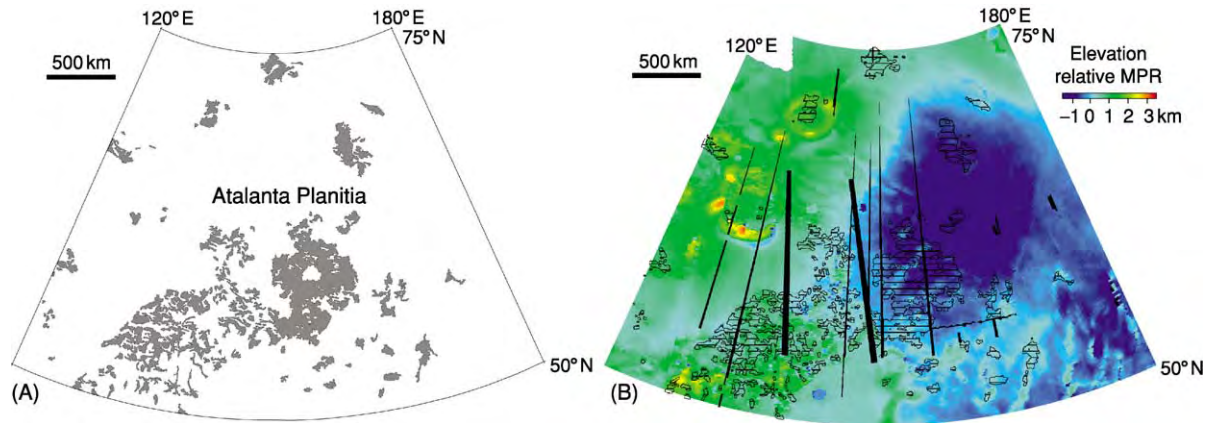 120°E
180°E
75°N
500 km
Atalanta Planitia
50°N
(A)
180°E
75°N
120°E
500 km
Elevation
relative MPR
−1 0 1 2 3 km
50°N
(B)